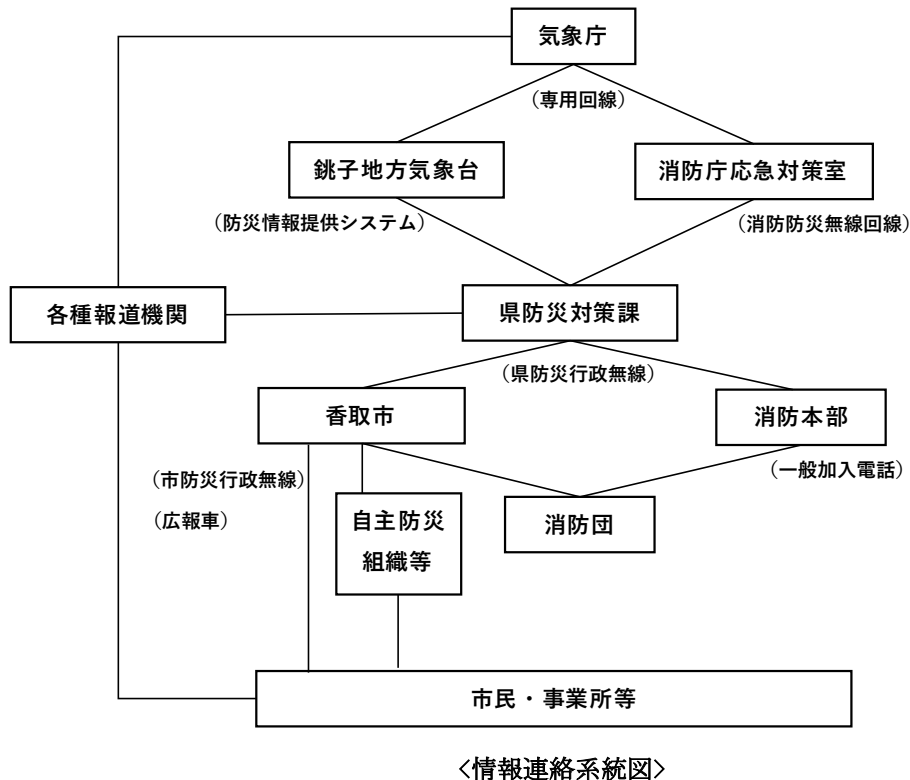 気象庁
（専用回線）
銚子地方気象台
消防庁応急対策室
（防災情報提供システム）
（消防防災無線回線）
各種報道機関
県防災対策課
（県防災行政無線）
香取市
消防本部
（市防災行政無線）
（一般加入電話）
（広報車）
自主防災
組織等
消防団
市民・事業所等
<情報連絡系統図>